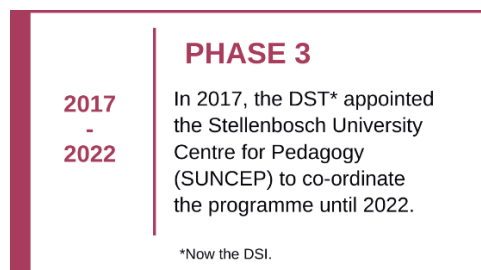 PHASE 3
2017
-
2022
In 2017, the DST* appointed
the Stellenbosch University
Centre for Pedagogy
(SUNCEP) to co-ordinate
the programme until 2022.
*Now the DSI.